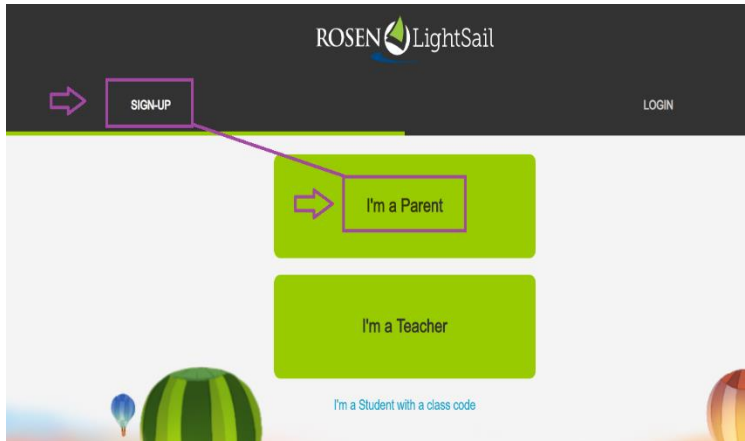 ROSEN LightSail
SIGN-UP
LOGIN
I'm a Parent
I'm a Teacher
I'm a Student with a class code